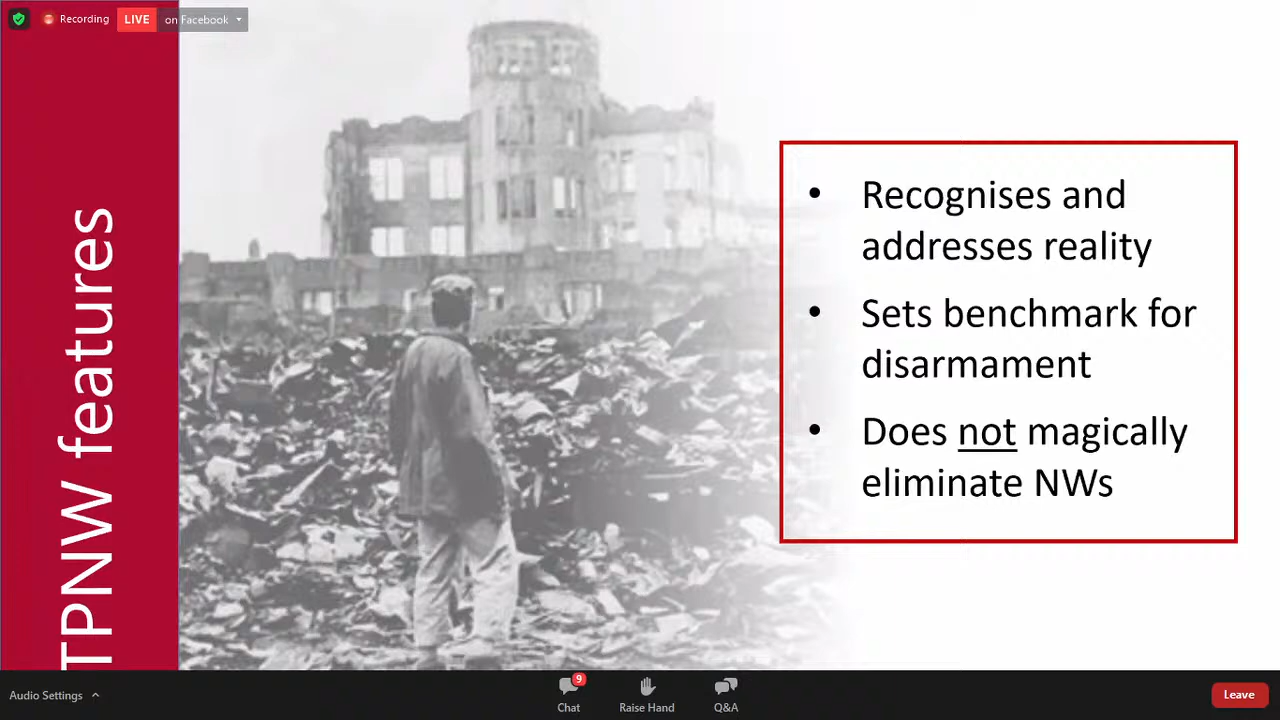 Recording LIVE on Facebook
TPNW features
• Recognises and
addresses reality
• Sets benchmark for
disarmament
• Does not magically
eliminate NWs
Audio Settings
9
Chat
Raise Hand
Q&A
Leave